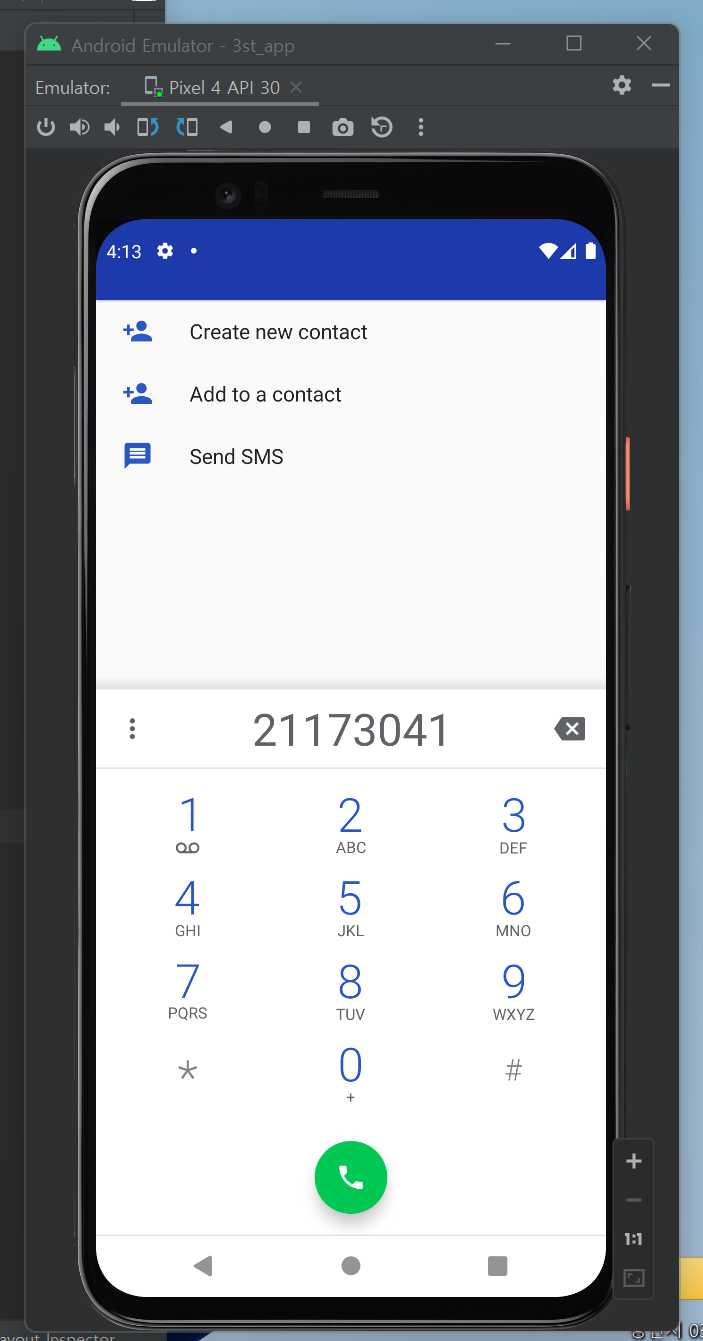 Android Emulator - 3st_app
Emulator: Pixel 4 API 30
4:13
Create new contact
Add to a contact
Send SMS
21173041
1 2 3
ABC DEF
4 5 6
GHI JKL MNO
7 8 9
PQRS TUV WXYZ
* 0 #
+
1:1
ayout Inspector